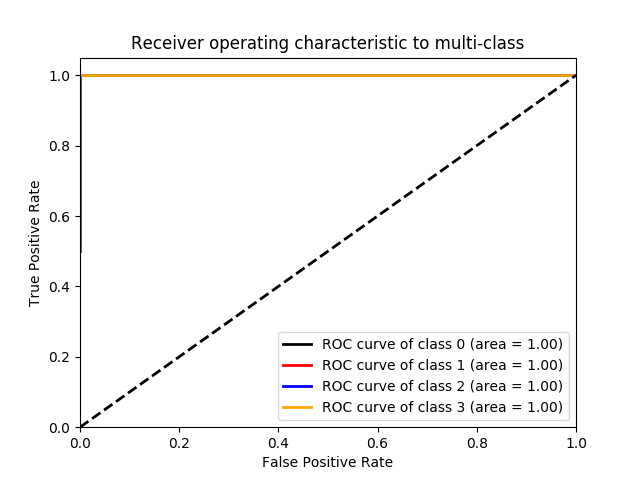 Receiver operating characteristic to multi-class
1.0
0.8
0.6
0.4
0.2
0.0
True Positive Rate
ROC curve of class 0 (area = 1.00)
ROC curve of class 1 (area = 1.00)
ROC curve of class 2 (area = 1.00)
ROC curve of class 3 (area = 1.00)
0.0 0.2 0.4 0.6 0.8 1.0
False Positive Rate